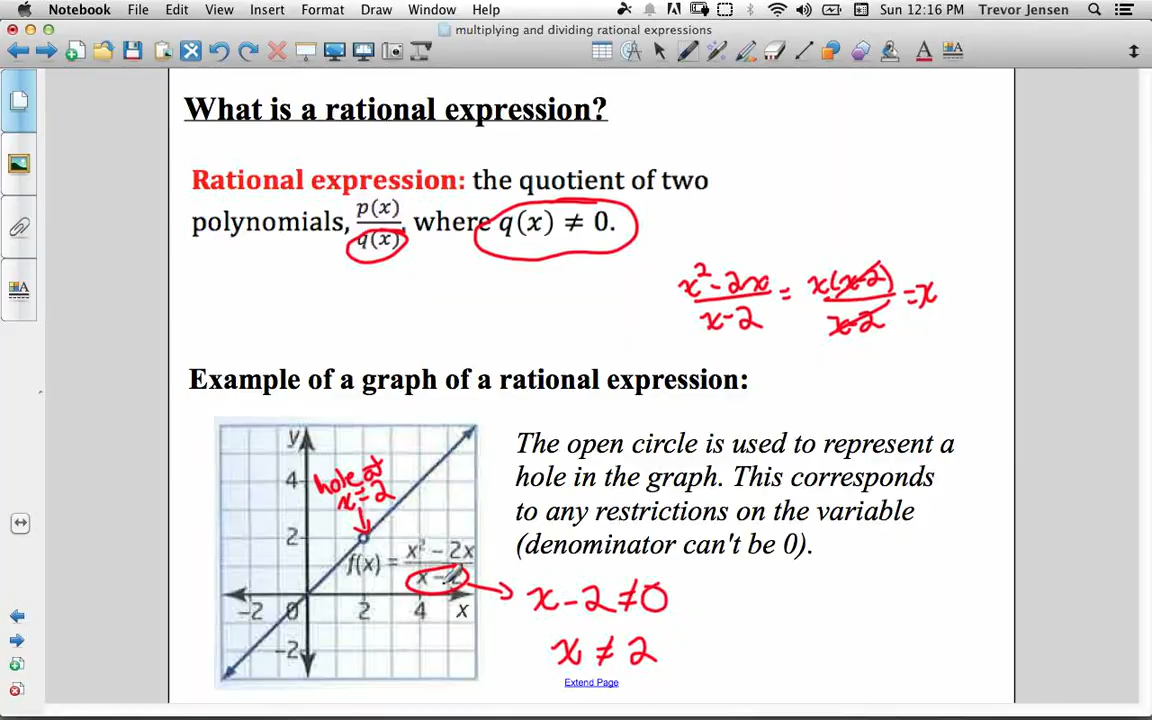 Notebook File Edit View Insert Format Draw Window Help Sun 12:16 PM Trevor Jensen
multiplying and dividing rational expressions
What is a rational expression?
Rational expression: the quotient of two
polynomials, p(x)/q(x), where q(x) ≠ 0.
x² - 2x / x - 2 = x(x-2) / x-2 = x
Example of a graph of a rational expression:
y
4
2
-2 0 2 4 x
-2
hole at
x=2
f(x) = x² - 2x / x - 2
The open circle is used to represent a
hole in the graph. This corresponds
to any restrictions on the variable
(denominator can't be 0).
x - 2 ≠ 0
x ≠ 2
Extend Page